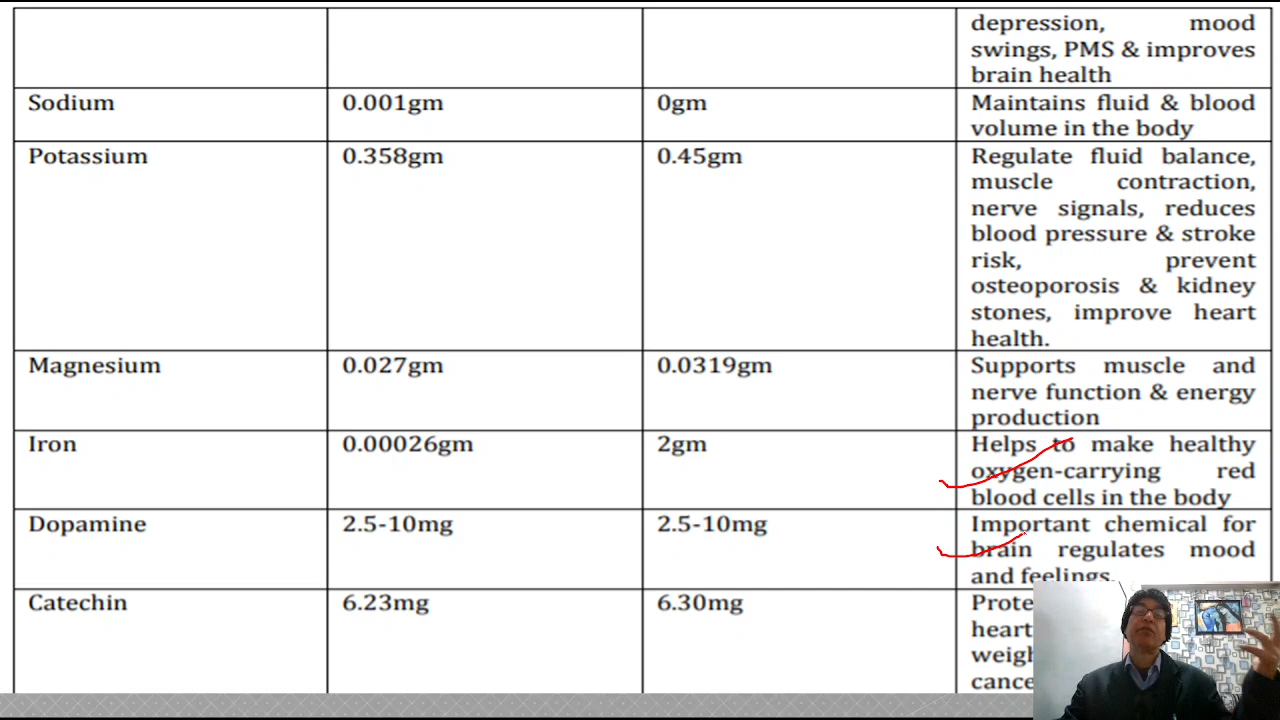 depression, mood
swings, PMS & improves
brain health
Sodium 0.001gm 0gm Maintains fluid & blood
volume in the body
Potassium 0.358gm 0.45gm Regulate fluid balance,
muscle contraction,
nerve signals, reduces
blood pressure & stroke
risk, prevent
osteoporosis & kidney
stones, improve heart
health.
Magnesium 0.027gm 0.0319gm Supports muscle and
nerve function & energy
production
Iron 0.00026gm 2gm Helps to make healthy
oxygen-carrying red
blood cells in the body
Dopamine 2.5-10mg 2.5-10mg Important chemical for
brain regulates mood
and feelings.
Catechin 6.23mg 6.30mg
heart